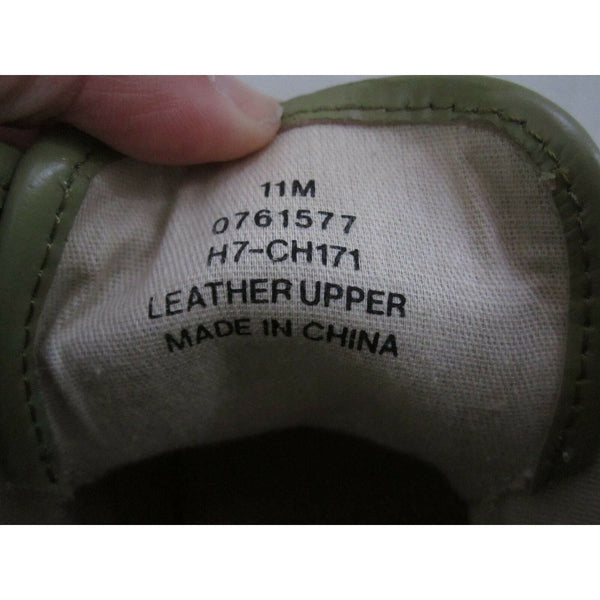 11M
0761577
H7-CH171
LEATHER UPPER
MADE IN CHINA